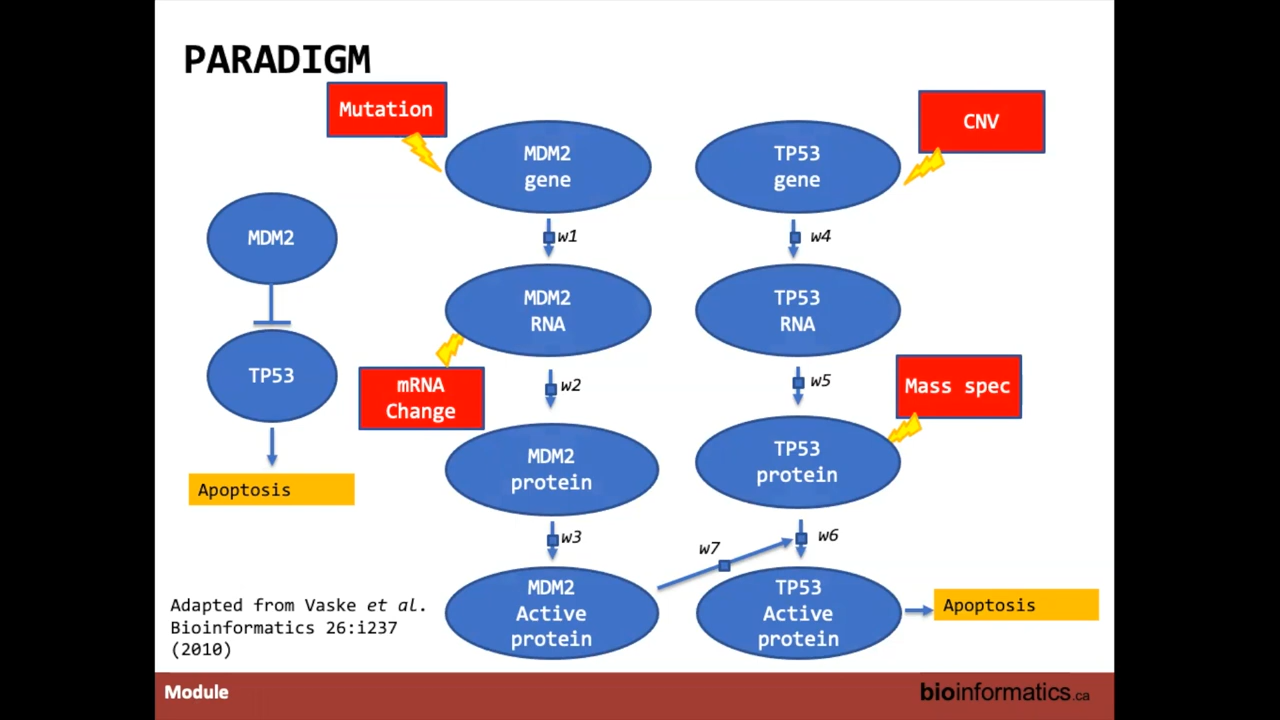 PARADIGM
Mutation
CNV
MDM2
gene
TP53
gene
MDM2
w1
w4
MDM2
RNA
TP53
RNA
TP53
mRNA
Change
w2
w5
Mass spec
MDM2
protein
TP53
protein
Apoptosis
w3
w7
w6
MDM2
Active
protein
TP53
Active
protein
Apoptosis
Adapted from Vaske et al.
Bioinformatics 26:i237
(2010)
Module
bioinformatics.ca